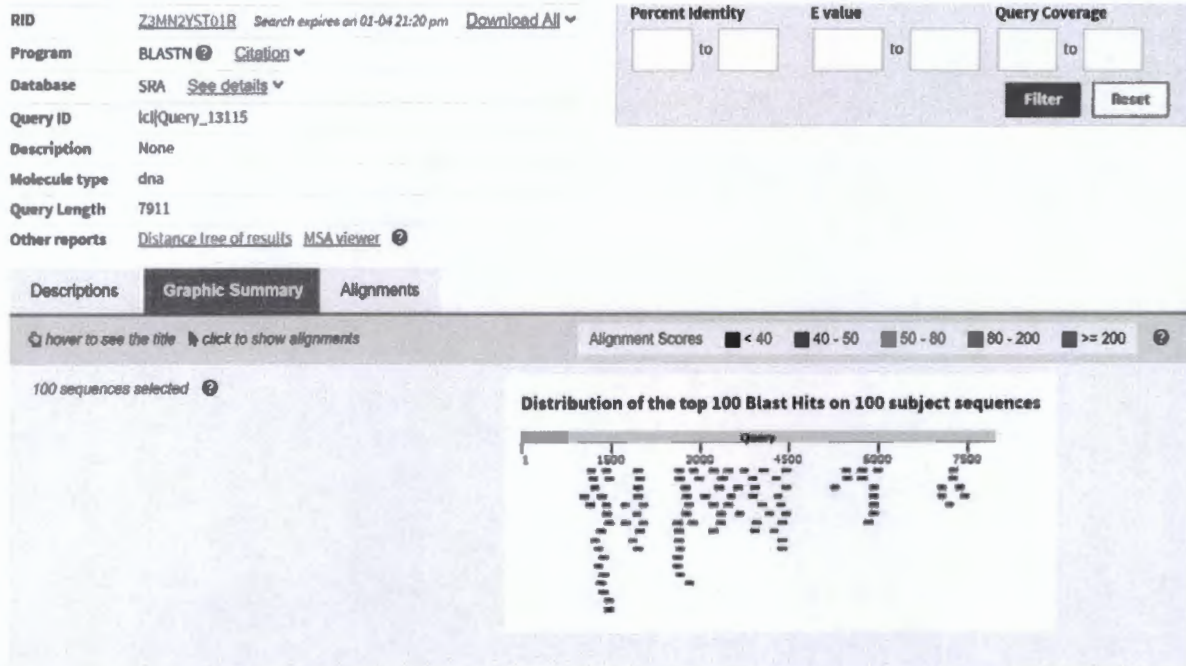 RID Z3MN2YST01R Search expires on 01-04 21:20 pm Download All
Program BLASTN Citation
Database SRA See details
Query ID lcl|Query_13115
Description None
Molecule type dna
Query Length 7911
Other reports Distance tree of results MSA viewer
Percent Identity E value Query Coverage
to to to
Filter Reset
Descriptions Graphic Summary Alignments
hover to see the title click to show alignments
Alignment Scores < 40 40 - 50 50 - 80 80 - 200 >= 200
100 sequences selected
Distribution of the top 100 Blast Hits on 100 subject sequences
Query
1 1500 3000 4500 6000 7500